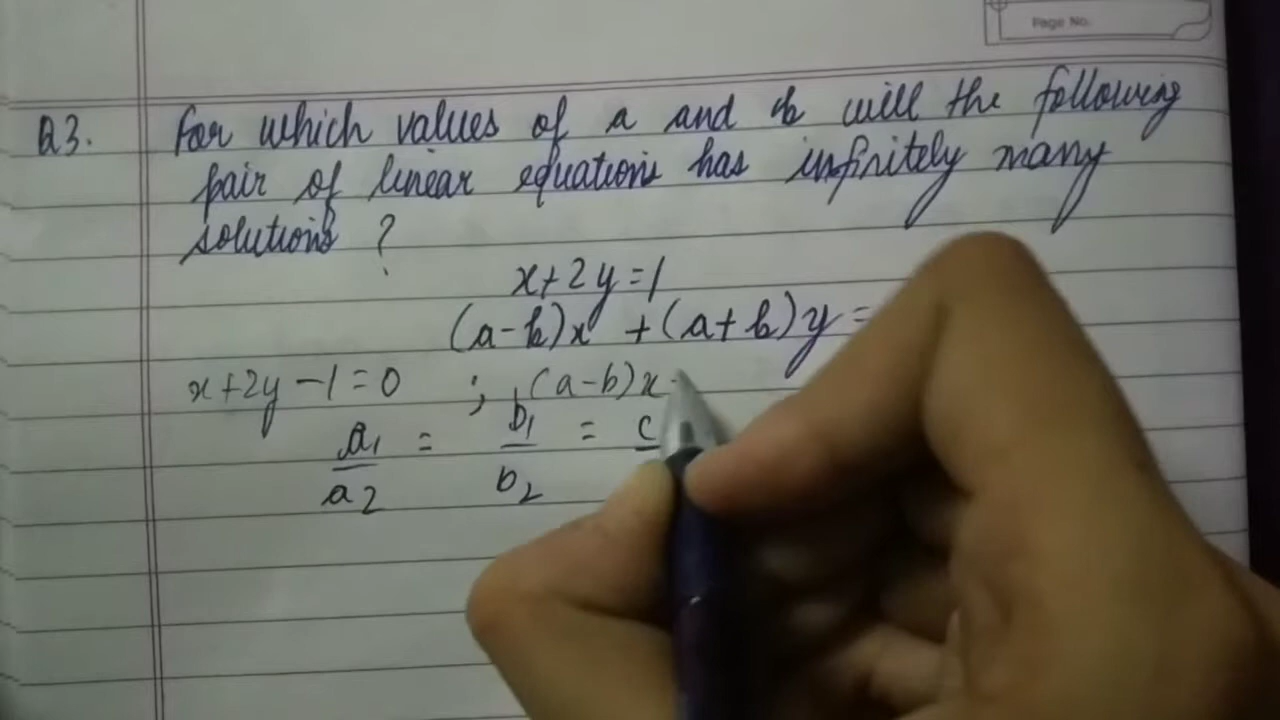 Page No.
Q3. For which values of a and b will the following
pair of linear equations has infinitely many
solutions ?
x+2y=1
(a-b)x +(a+b)y=
x+2y-1=0 ; (a-b)x
a1/a2 = b1/b2 = c